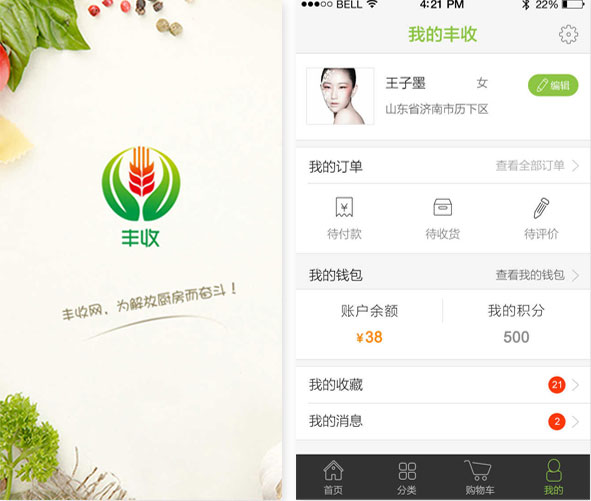 丰收
丰收网，为解放厨房而奋斗！
BELL 4:21 PM 22%
我的丰收
王子墨 女 编辑
山东省济南市历下区
我的订单 查看全部订单
¥
待付款 待收货 待评价
我的钱包 查看我的钱包
账户余额 我的积分
¥38 500
我的收藏 21
我的消息 2
首页 分类 购物车 我的